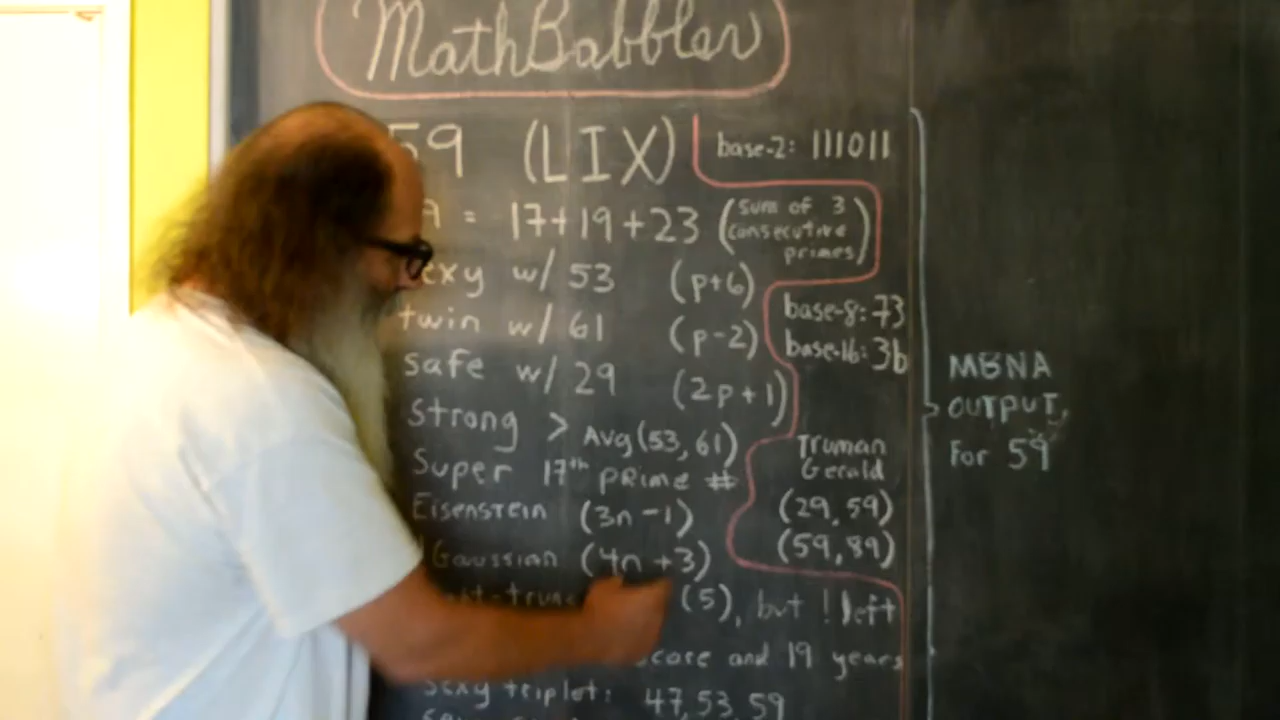 MathBabbler
59 (LIX)
base-2: 111011
9 = 17+19+23 (sum of 3 consecutive primes)
exy w/ 53 (p+6)
twin w/ 61 (p-2)
base-8: 73
base-16: 3b
safe w/ 29 (2p+1)
Strong > Avg(53,61)
Super 17th PRime #
Truman
Gerald
(29,59)
(59,89)
Eisenstein (3n-1)
Gaussian (4n+3)
(5), but ! left
score and 19 years
Sexy triplet: 47,53,59
MBNA
OUTPUT,
For 59